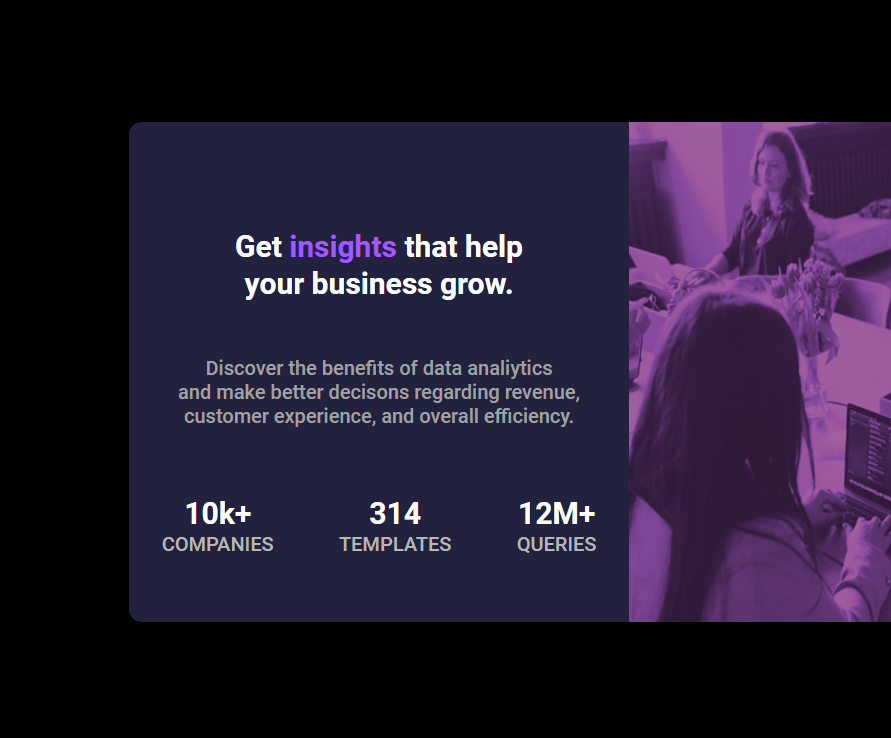 Get insights that help
your business grow.
Discover the benefits of data analiytics
and make better decisons regarding revenue,
customer experience, and overall efficiency.
10k+ 314 12M+
COMPANIES TEMPLATES QUERIES